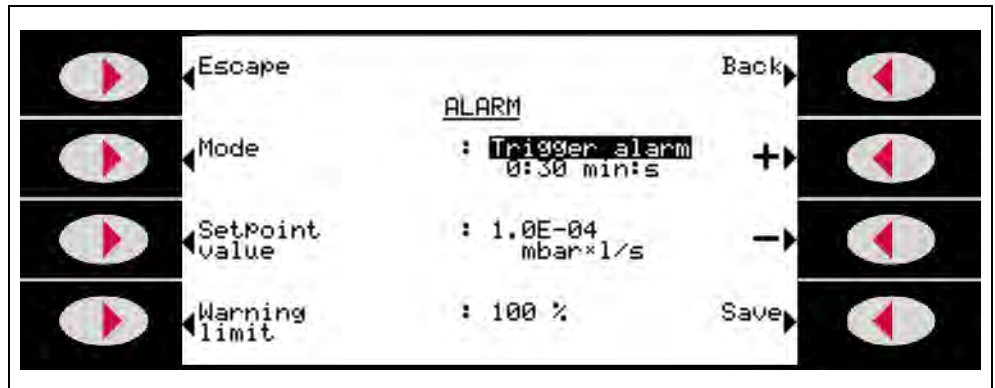 Escape Back
ALARM
Mode : Trigger alarm +
0:30 min:s
Setpoint : 1.0E-04 -
value mbar*l/s
Warning : 100 % Save
limit